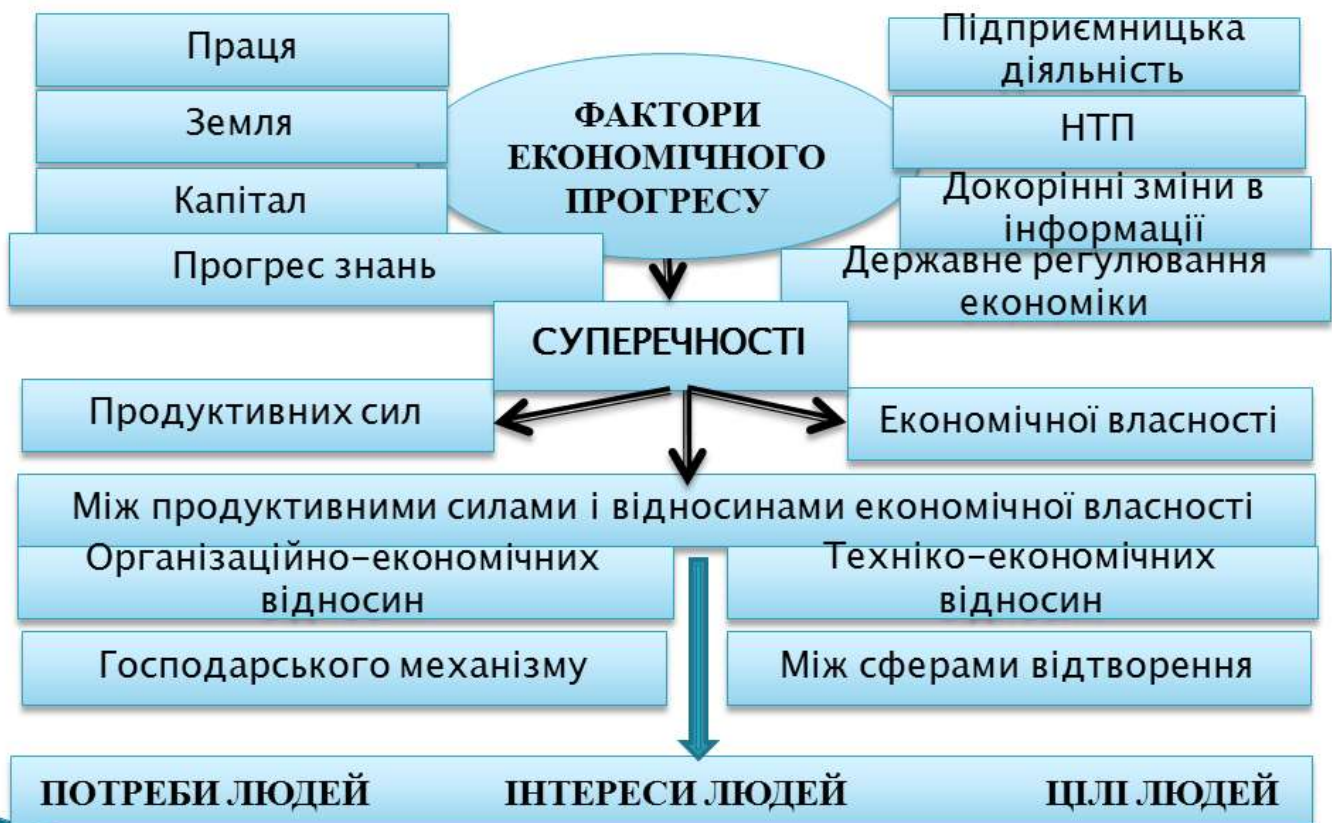 Праця
Земля
Капітал
Прогрес знань
ФАКТОРИ
ЕКОНОМІЧНОГО
ПРОГРЕСУ
Підприємницька
діяльність
НТП
Докорінні зміни в
інформації
Державне регулювання
економіки
СУПЕРЕЧНОСТІ
Продуктивних сил
Економічної власності
Між продуктивними силами і відносинами економічної власності
Організаційно-економічних
відносин
Техніко-економічних
відносин
Господарського механізму
Між сферами відтворення
ПОТРЕБИ ЛЮДЕЙ ІНТЕРЕСИ ЛЮДЕЙ ЦІЛІ ЛЮДЕЙ